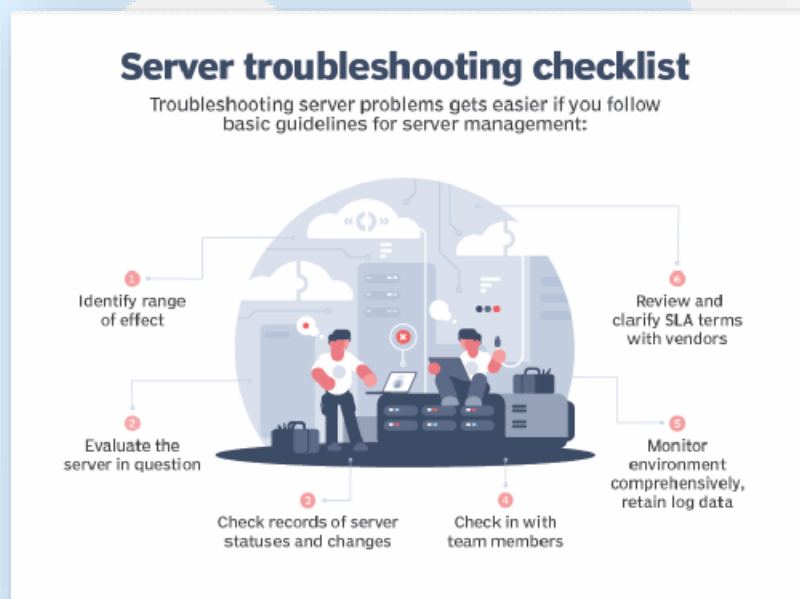 Server troubleshooting checklist
Troubleshooting server problems gets easier if you follow
basic guidelines for server management:
1
Identify range
of effect
2
Evaluate the
server in question
3
Check records of server
statuses and changes
4
Check in with
team members
5
Monitor
environment
comprehensively,
retain log data
6
Review and
clarify SLA terms
with vendors